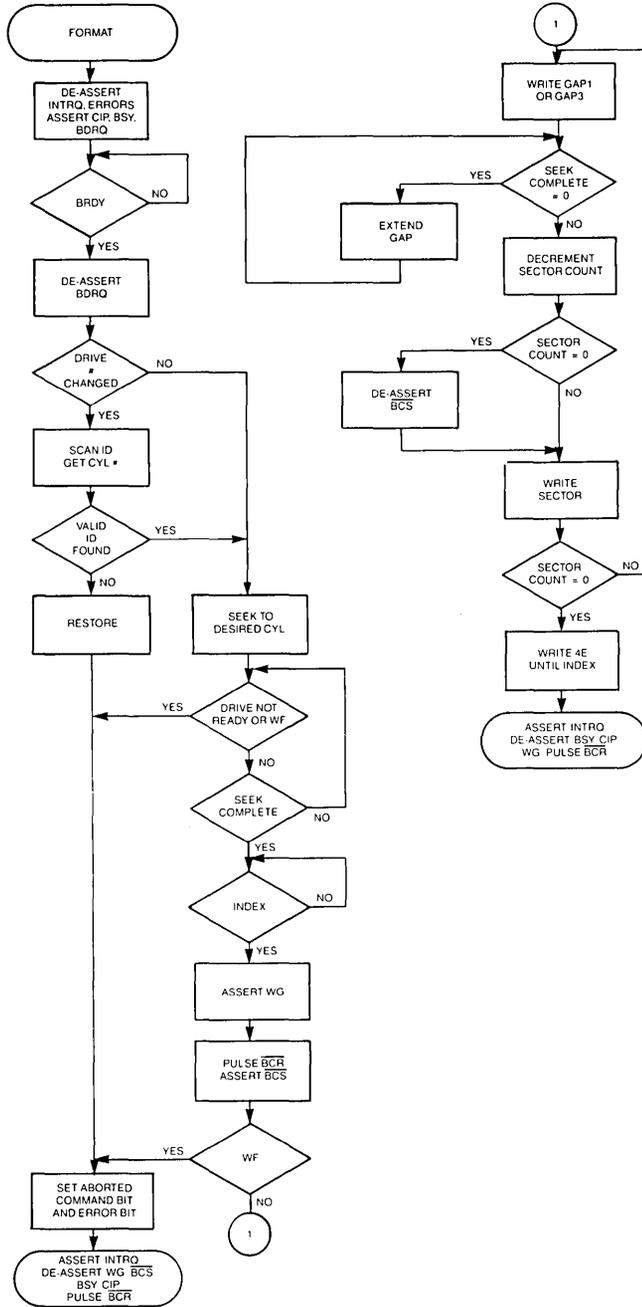 FORMAT
DE-ASSERT
INTRQ, ERRORS
ASSERT CIP, BSY,
BDRQ
BRDY
NO
YES
DE-ASSERT
BDRQ
DRIVE
#
CHANGED
NO
YES
SCAN ID
GET CYL #
VALID
ID
FOUND
YES
NO
RESTORE
SEEK TO
DESIRED CYL
DRIVE NOT
READY OR WF
YES
NO
SEEK
COMPLETE
NO
YES
INDEX
NO
YES
ASSERT WG
PULSE BCR
ASSERT BCS
WF
YES
NO
1
SET ABORTED
COMMAND BIT
AND ERROR BIT
ASSERT INTRQ
DE-ASSERT WG BCS
BSY CIP
PULSE BCR
1
WRITE GAP1
OR GAP3
SEEK
COMPLETE
= 0
YES
NO
EXTEND
GAP
DECREMENT
SECTOR COUNT
SECTOR
COUNT = 0
YES
NO
DE-ASSERT
BCS
WRITE
SECTOR
SECTOR
COUNT = 0
NO
YES
WRITE 4E
UNTIL INDEX
ASSERT INTRQ
DE-ASSERT BSY CIP
WG PULSE BCR